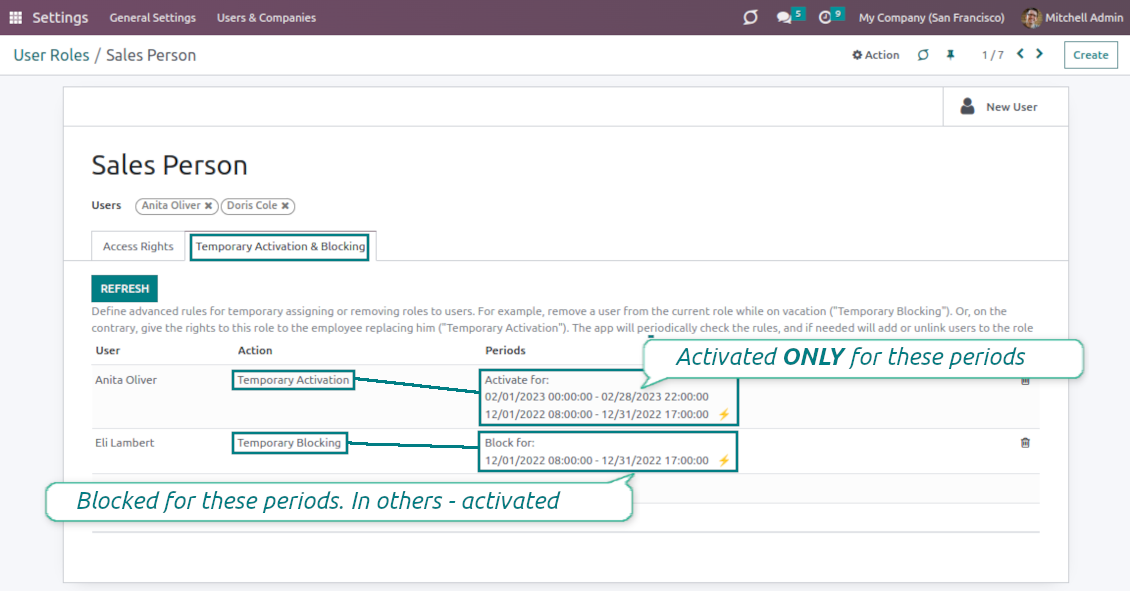 Settings General Settings Users & Companies 5 9 My Company (San Francisco) Mitchell Admin
User Roles / Sales Person Action 1 / 7 Create
New User
Sales Person
Users Anita Oliver ✖ Doris Cole ✖
Access Rights Temporary Activation & Blocking
REFRESH
Define advanced rules for temporary assigning or removing roles to users. For example, remove a user from the current role while on vacation ("Temporary Blocking"). Or, on the
contrary, give the rights to this role to the employee replacing him ("Temporary Activation"). The app will periodically check the rules, and if needed will add or unlink users to the role
User Action Periods
Activated ONLY for these periods
Anita Oliver Temporary Activation Activate for:
02/01/2023 00:00:00 - 02/28/2023 22:00:00
12/01/2022 08:00:00 - 12/31/2022 17:00:00
Eli Lambert Temporary Blocking Block for:
12/01/2022 08:00:00 - 12/31/2022 17:00:00
Blocked for these periods. In others - activated